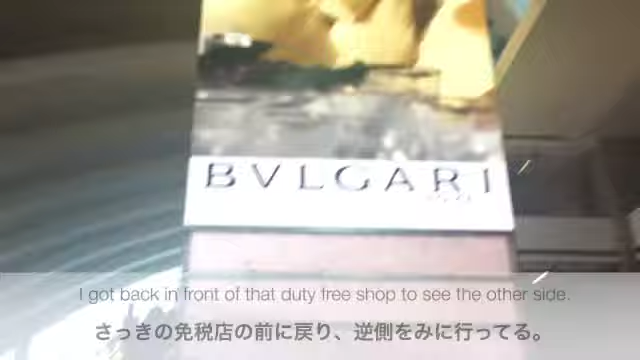 BVLGARI
I got back in front of that duty free shop to see the other side.
さっきの免税店の前に戻り、逆側をみに行ってる。